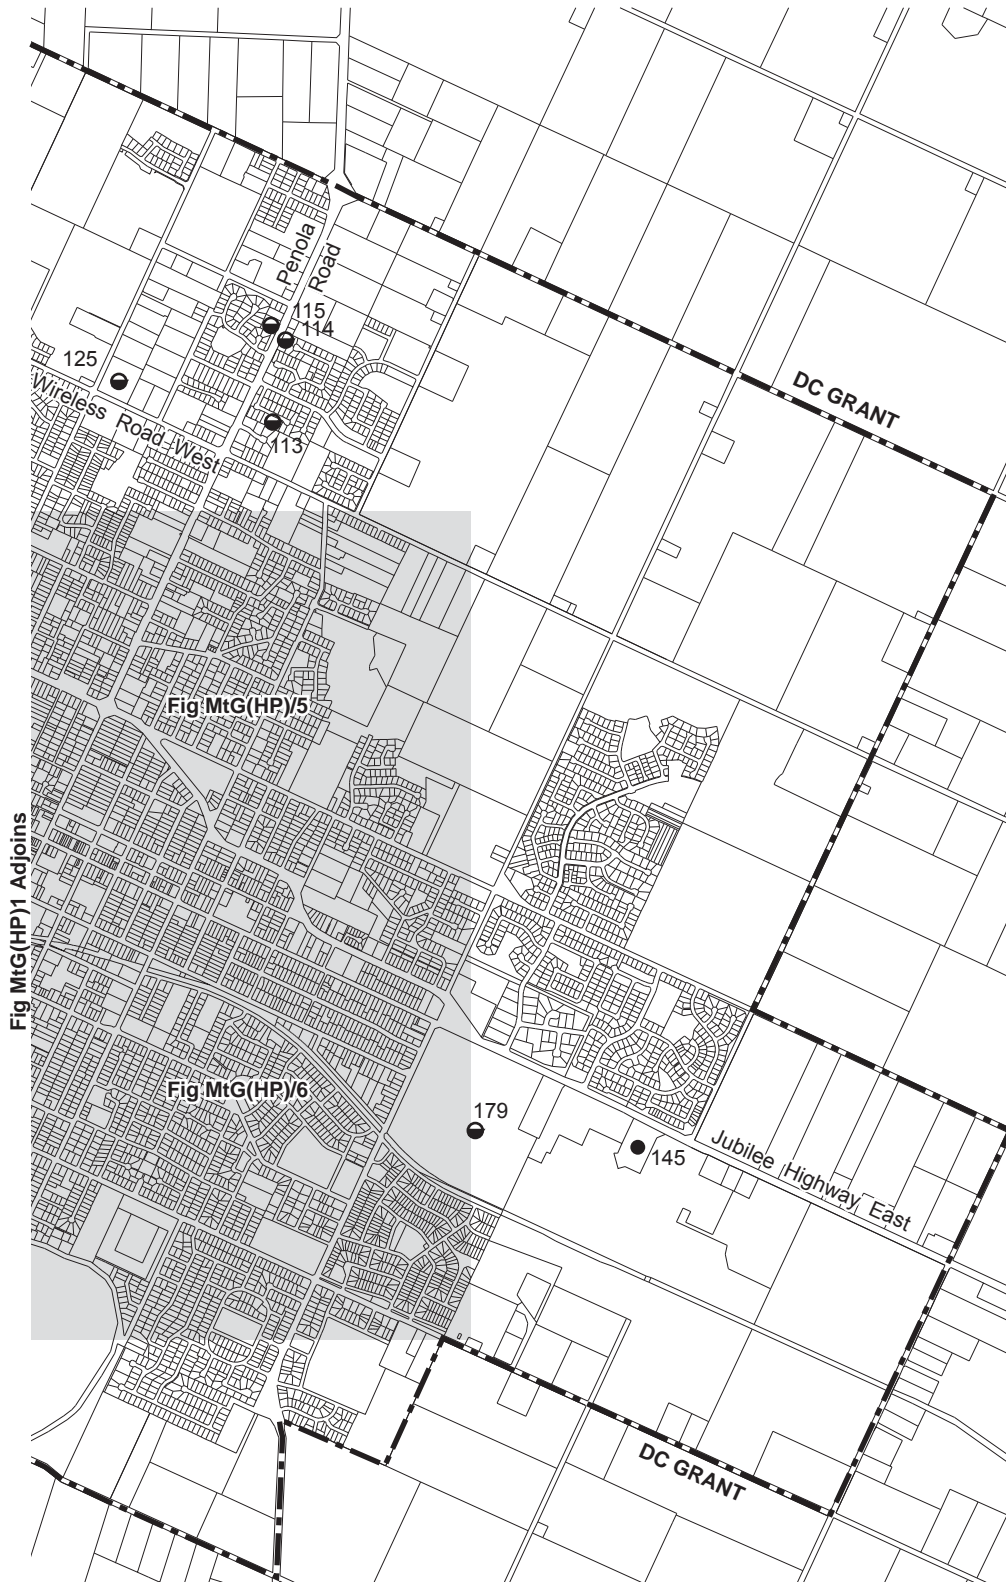 Penola
Road
115
114
125
DC GRANT
Wireless Road West
113
Fig MtG(HP)/5
Fig MtG(HP)1 Adjoins
Fig MtG(HP)/6
179
145
Jubilee Highway East
DC GRANT